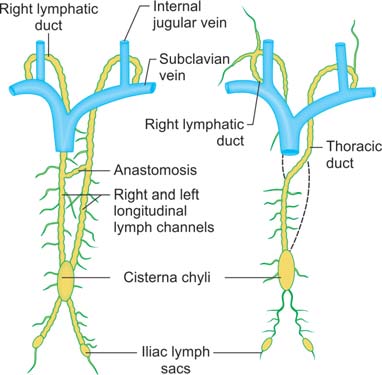 Right lymphatic
duct
Internal
jugular vein
Subclavian
vein
Right lymphatic
duct
Thoracic
duct
Anastomosis
Right and left
longitudinal
lymph channels
Cisterna chyli
Iliac lymph
sacs